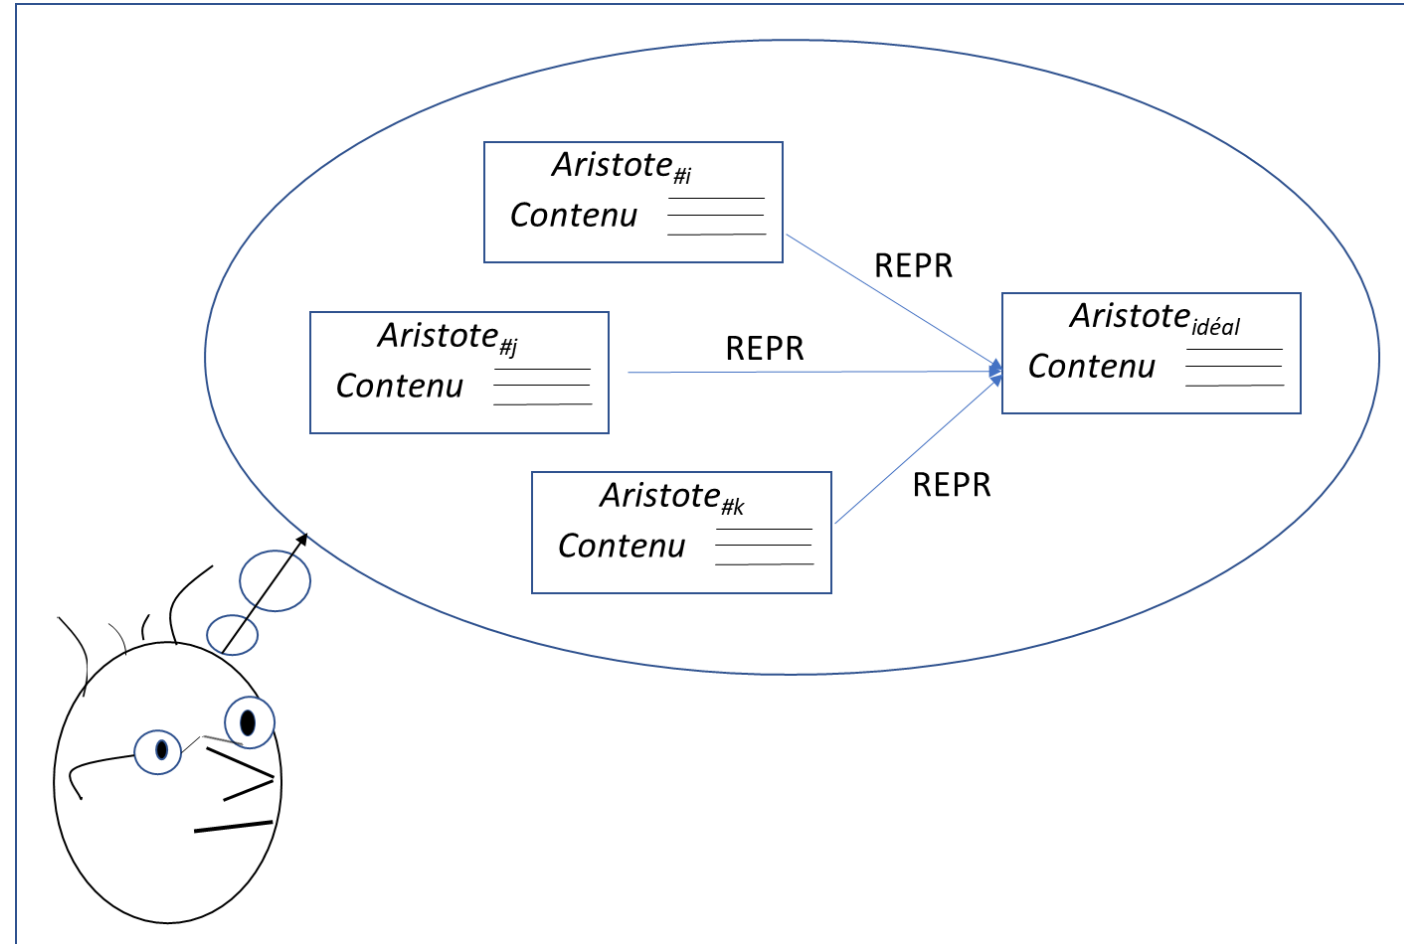 Aristote#i
Contenu
REPR
Aristote#j
Contenu
REPR
Aristoteidéal
Contenu
Aristote#k
Contenu
REPR